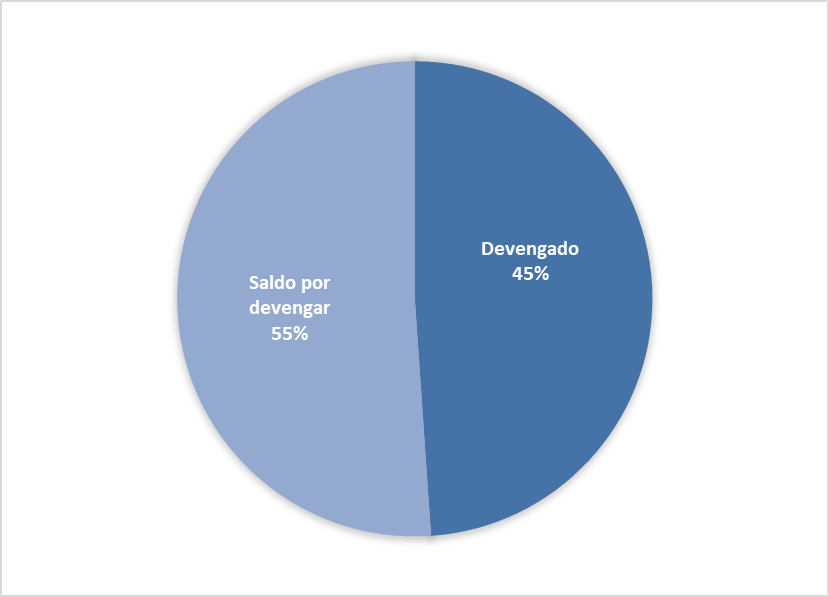 Devengado
45%
Saldo por
devengar
55%